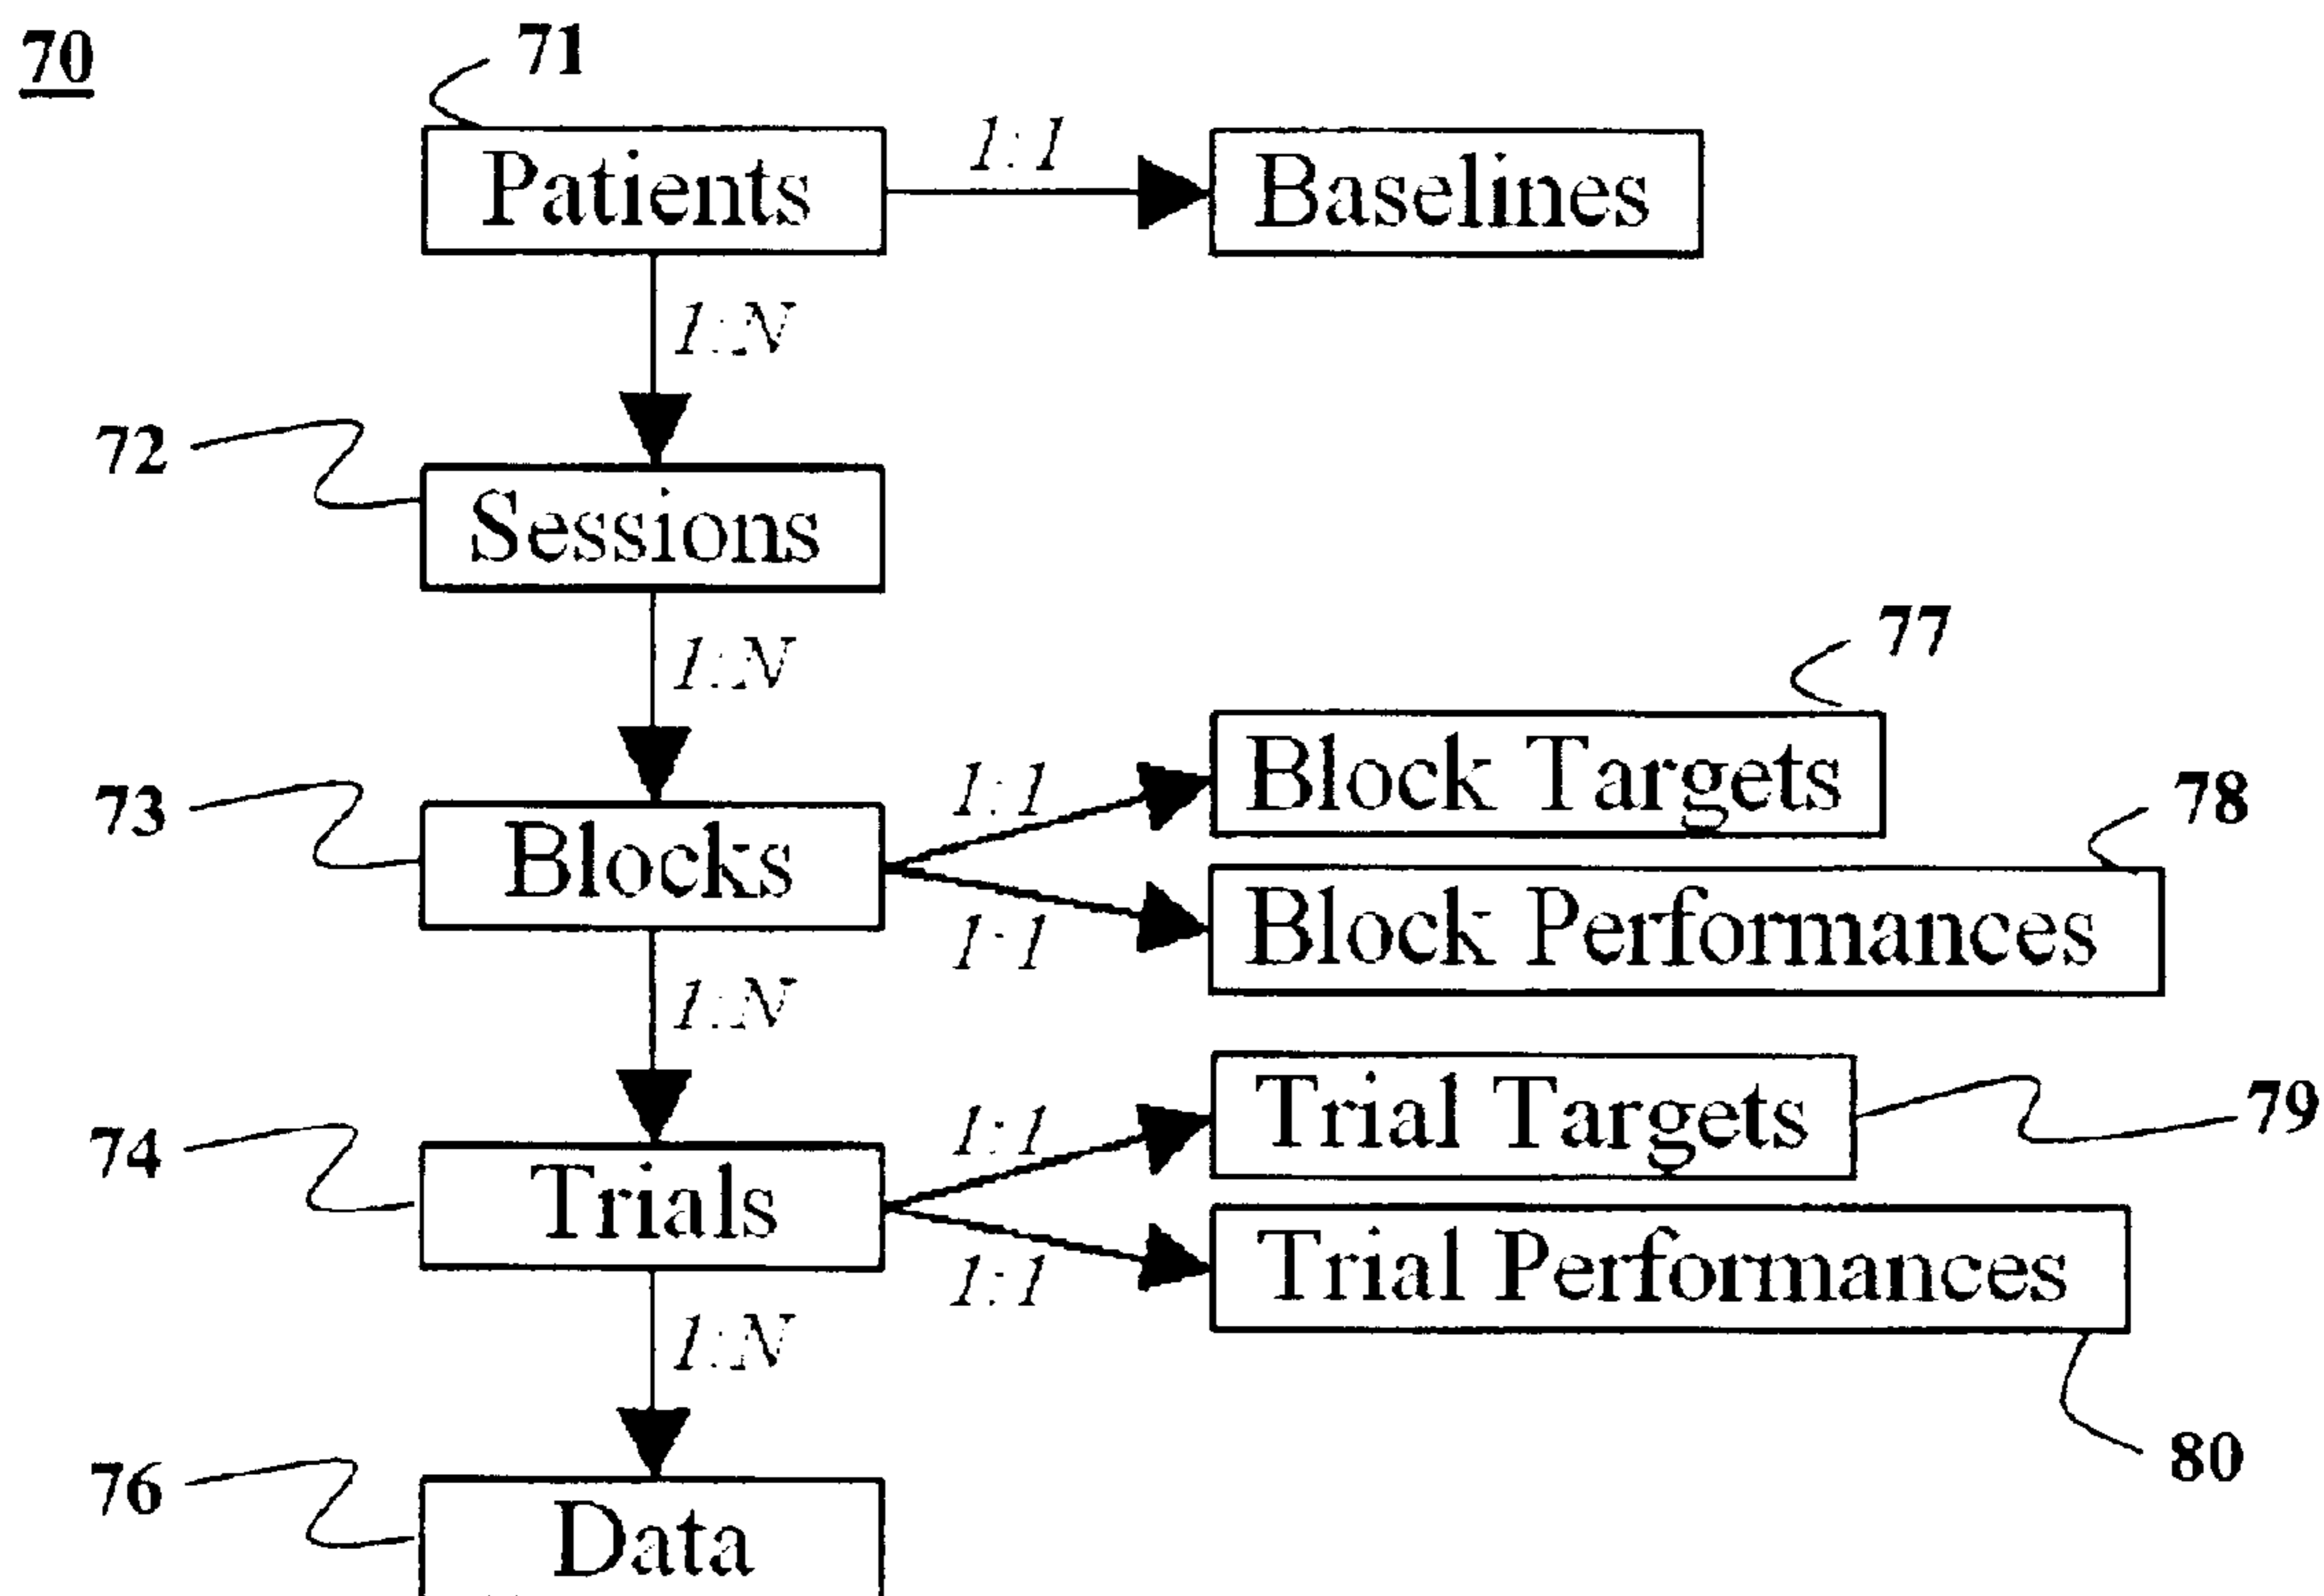 70
71
Patients
1:1
Baselines
1:N
72
Sessions
1:N
77
Block Targets
1:1
78
73
Blocks
Block Performances
1:1
1:N
Trial Targets
79
1:1
74
Trials
Trial Performances
1:1
1:N
80
76
Data